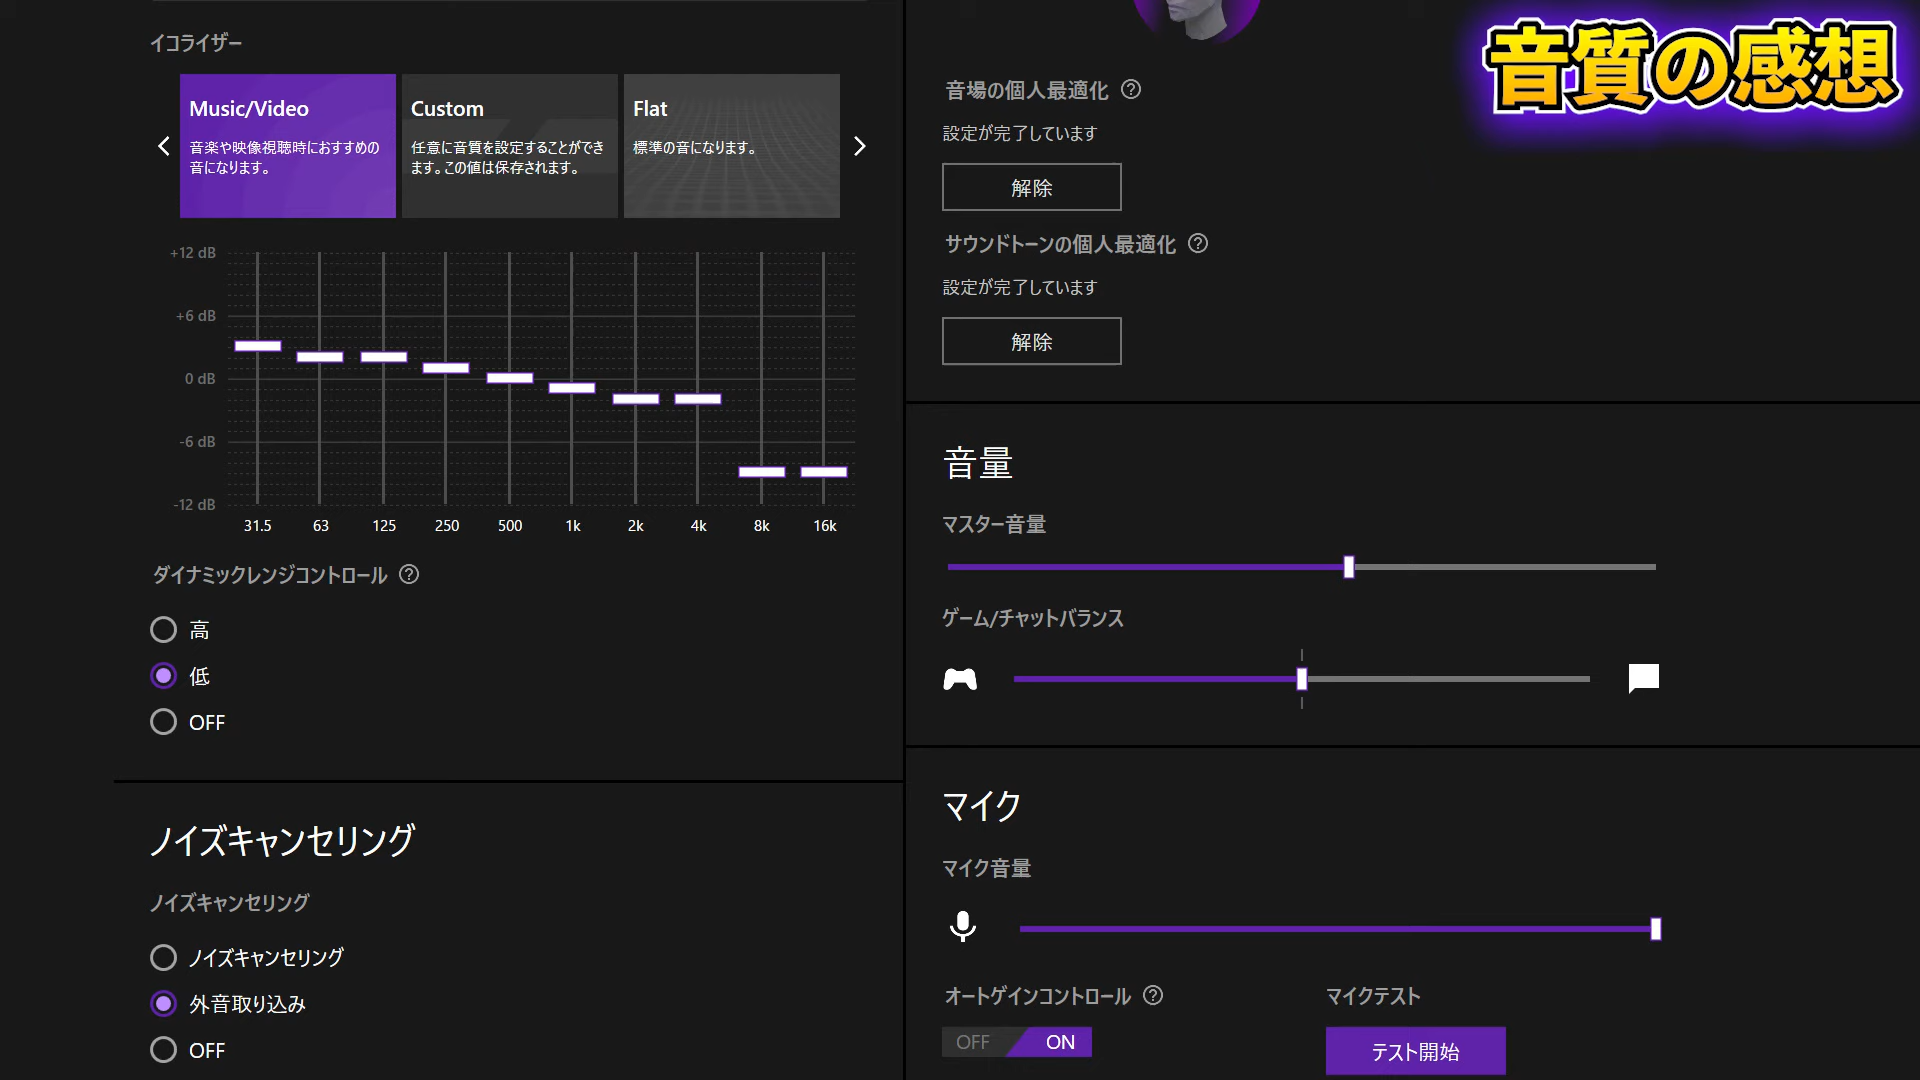 イコライザー
Music/Video
音楽や映像視聴時におすすめの
音になります。
Custom
任意に音質を設定することができ
ます。この値は保存されます。
Flat
標準の音になります。
+12 dB
+6 dB
0 dB
-6 dB
-12 dB
31.5 63 125 250 500 1k 2k 4k 8k 16k
ダイナミックレンジコントロール ?
高
低
OFF
ノイズキャンセリング
ノイズキャンセリング
ノイズキャンセリング
外音取り込み
OFF
音質の感想
音場の個人最適化 ?
設定が完了しています
解除
サウンドトーンの個人最適化 ?
設定が完了しています
解除
音量
マスター音量
ゲーム/チャットバランス
マイク
マイク音量
オートゲインコントロール ?
OFF ON
マイクテスト
テスト開始